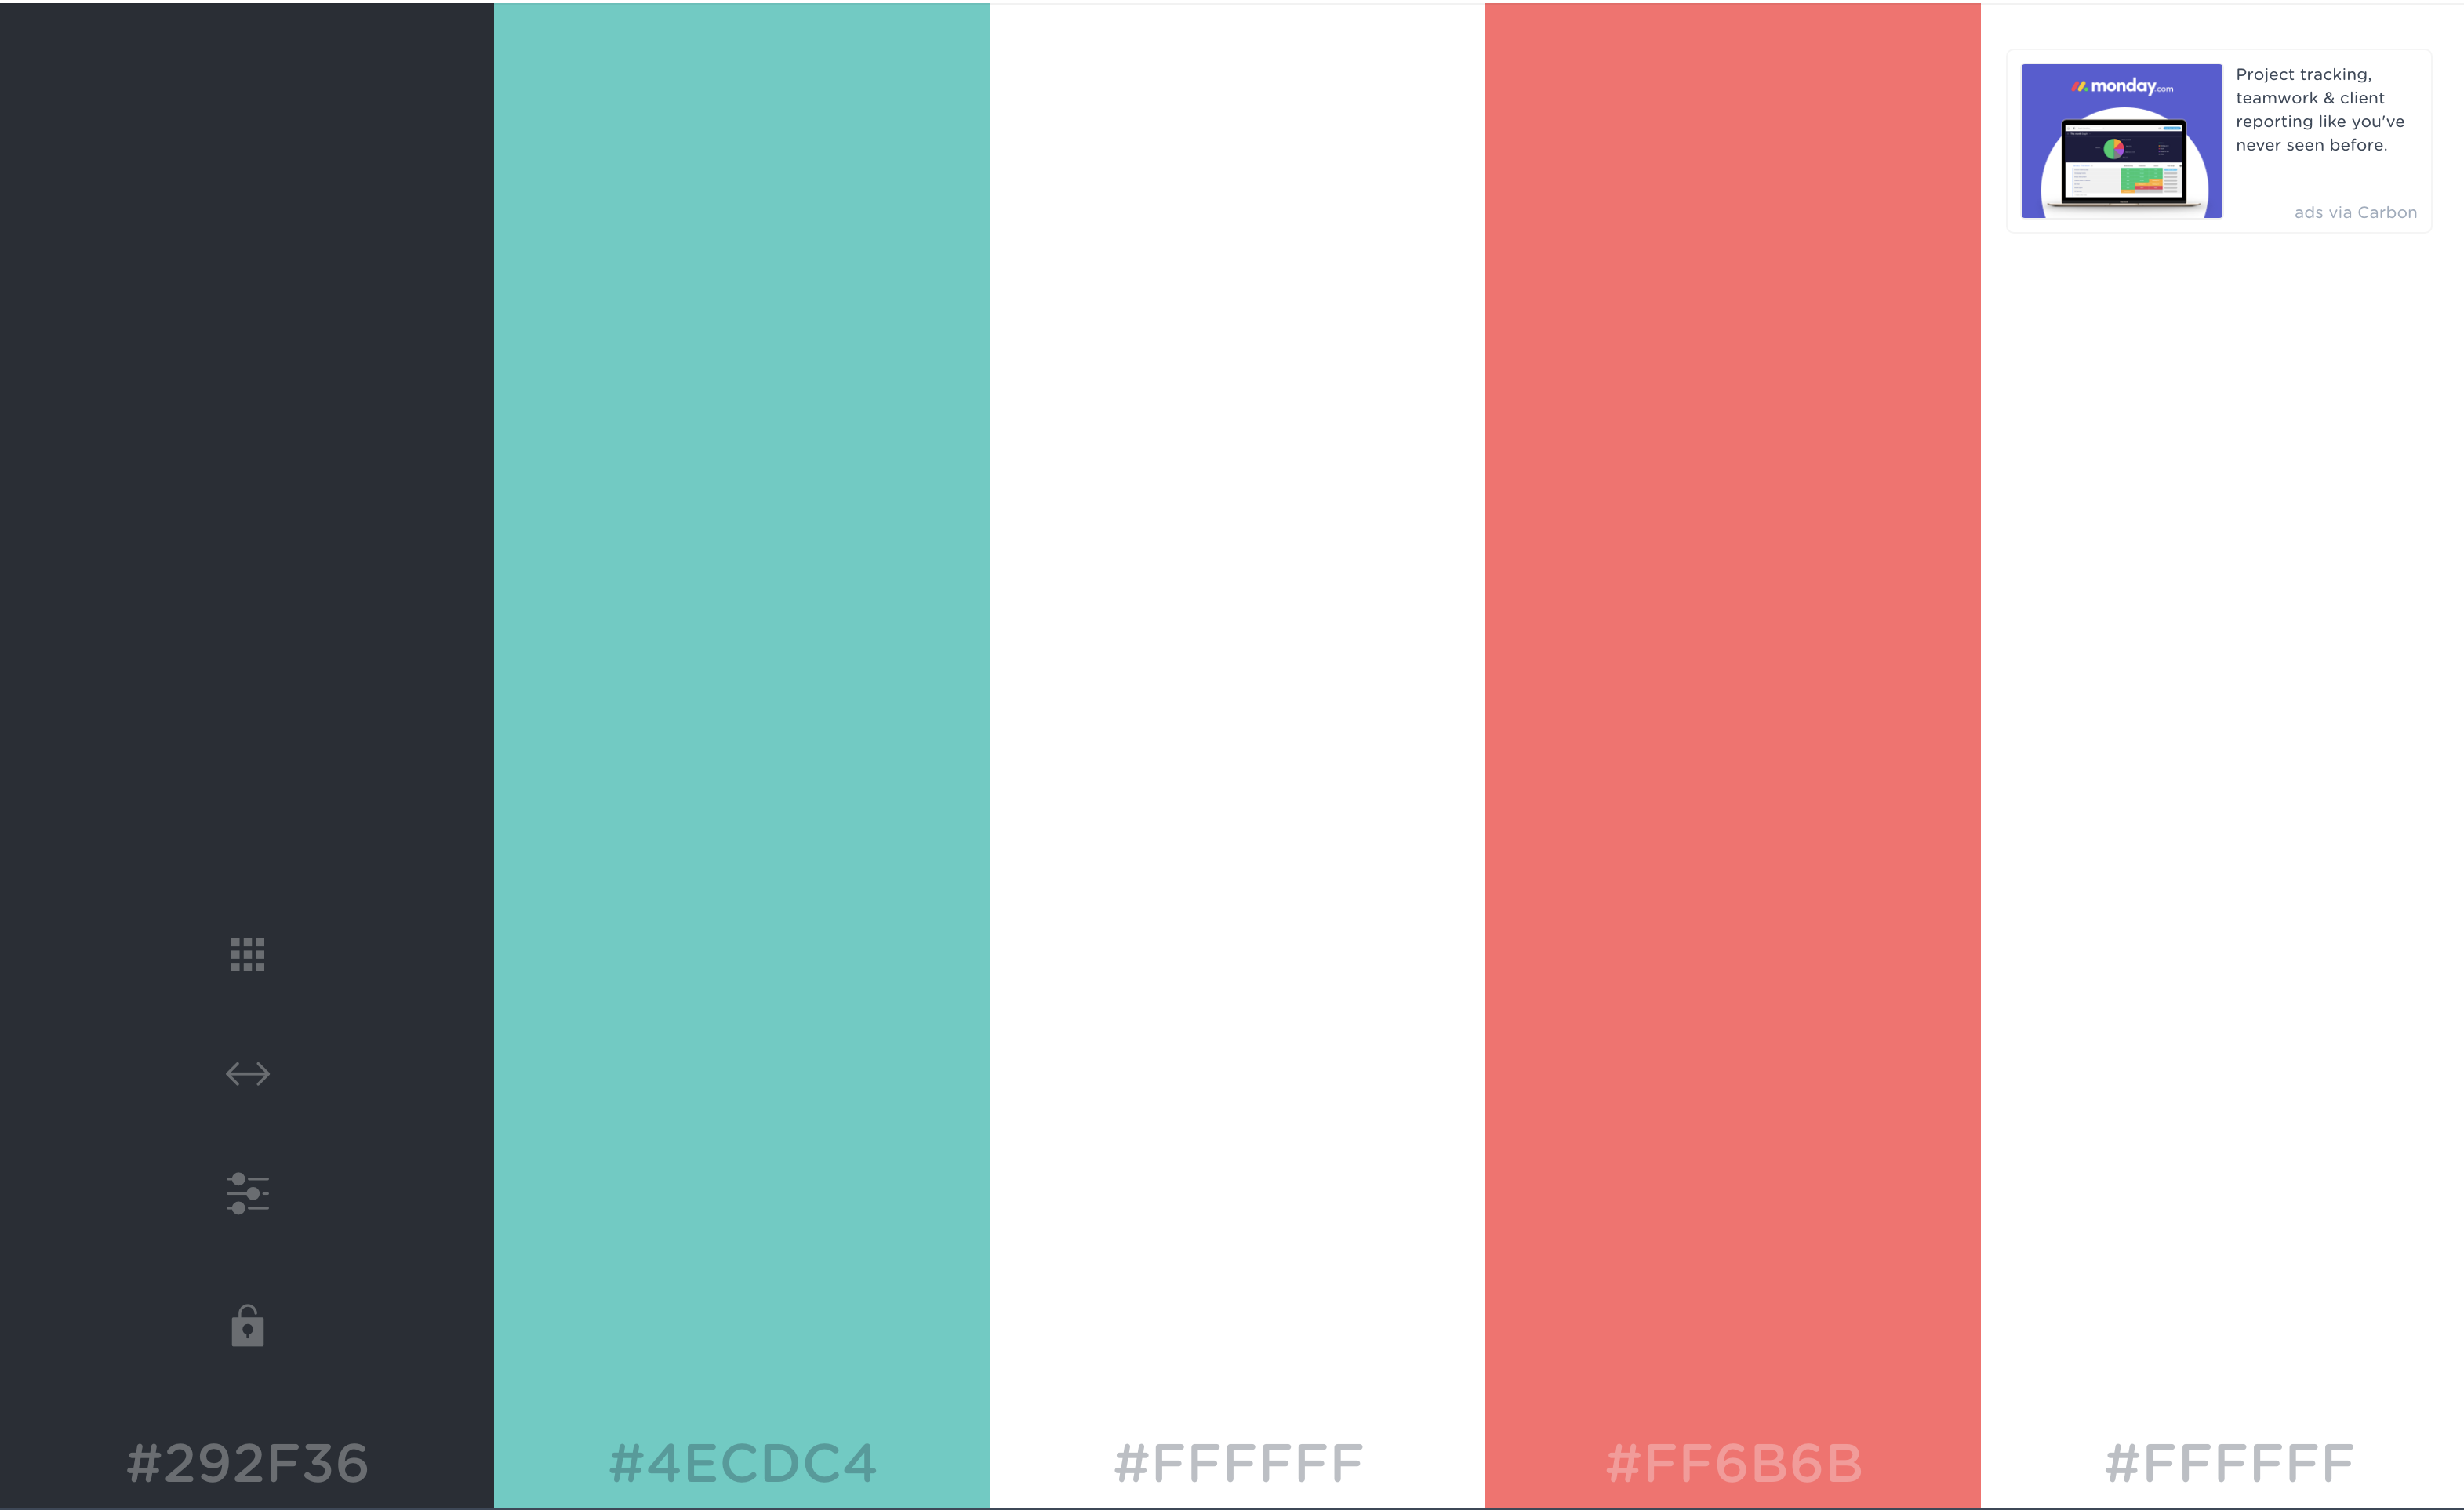 monday.com
Project tracking,
teamwork & client
reporting like you've
never seen before.
ads via Carbon
#292F36
#4ECDC4
#FFFFFF
#FF6B6B
#FFFFFF